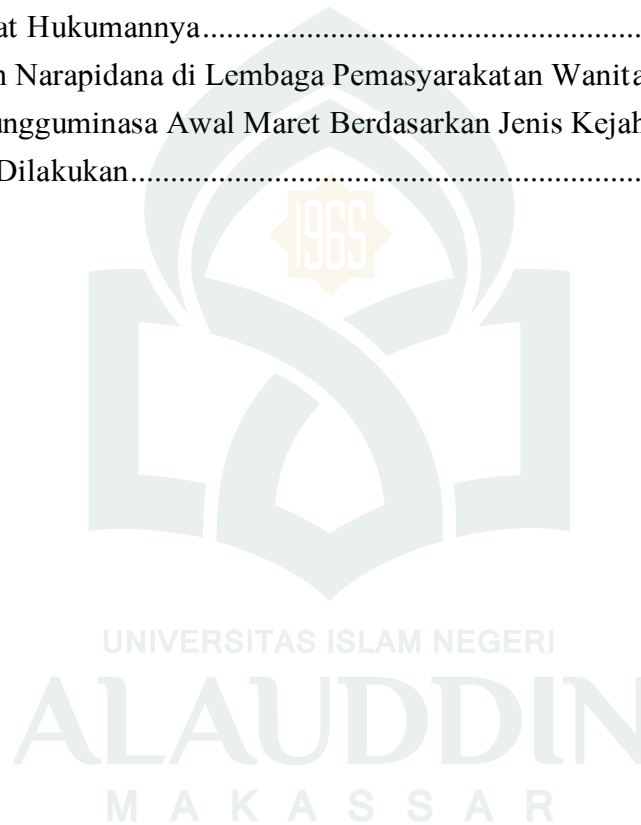 at Hukumannya..........................................................
n Narapidana di Lembaga Pemasyarakatan Wanita
ungguminasa Awal Maret Berdasarkan Jenis Kejah
Dilakukan....................................................................
1965
UNIVERSITAS ISLAM NEGERI
ALAUDDIN
MAKASSAR